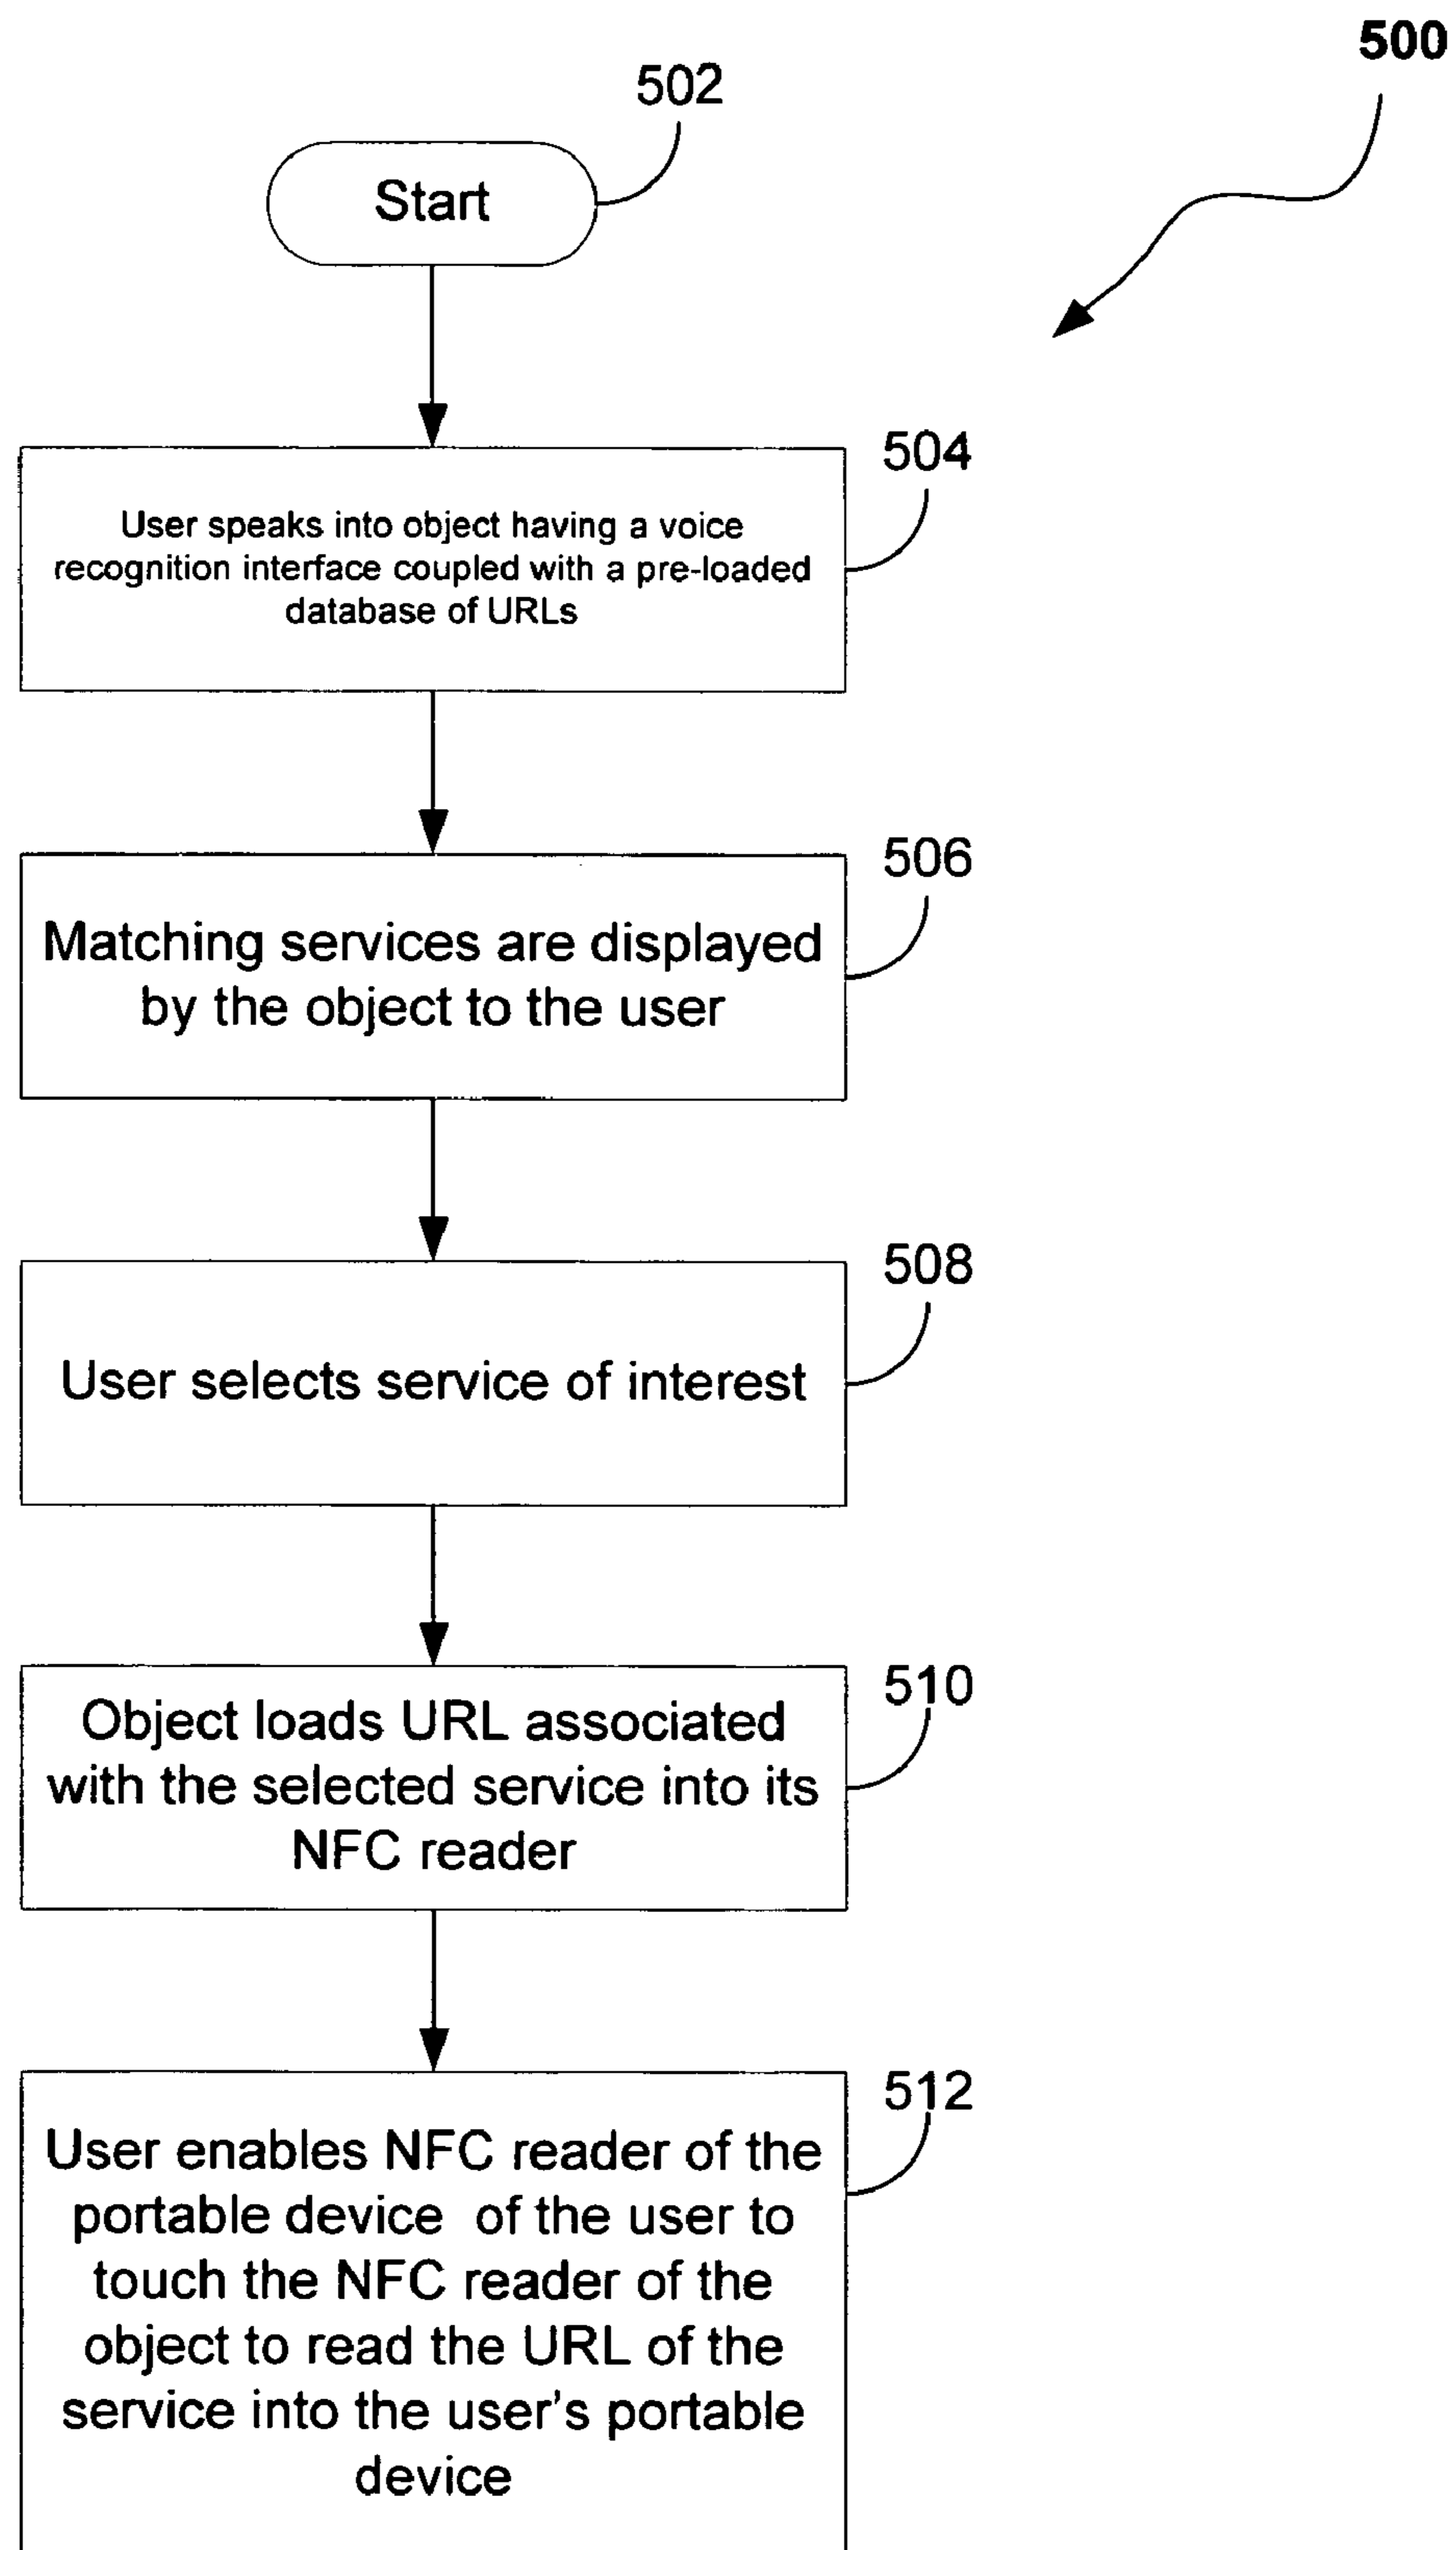 500
502
Start
504
User speaks into object having a voice
recognition interface coupled with a pre-loaded
database of URLs
506
Matching services are displayed
by the object to the user
508
User selects service of interest
510
Object loads URL associated
with the selected service into its
NFC reader
512
User enables NFC reader of the
portable device of the user to
touch the NFC reader of the
object to read the URL of the
service into the user's portable
device